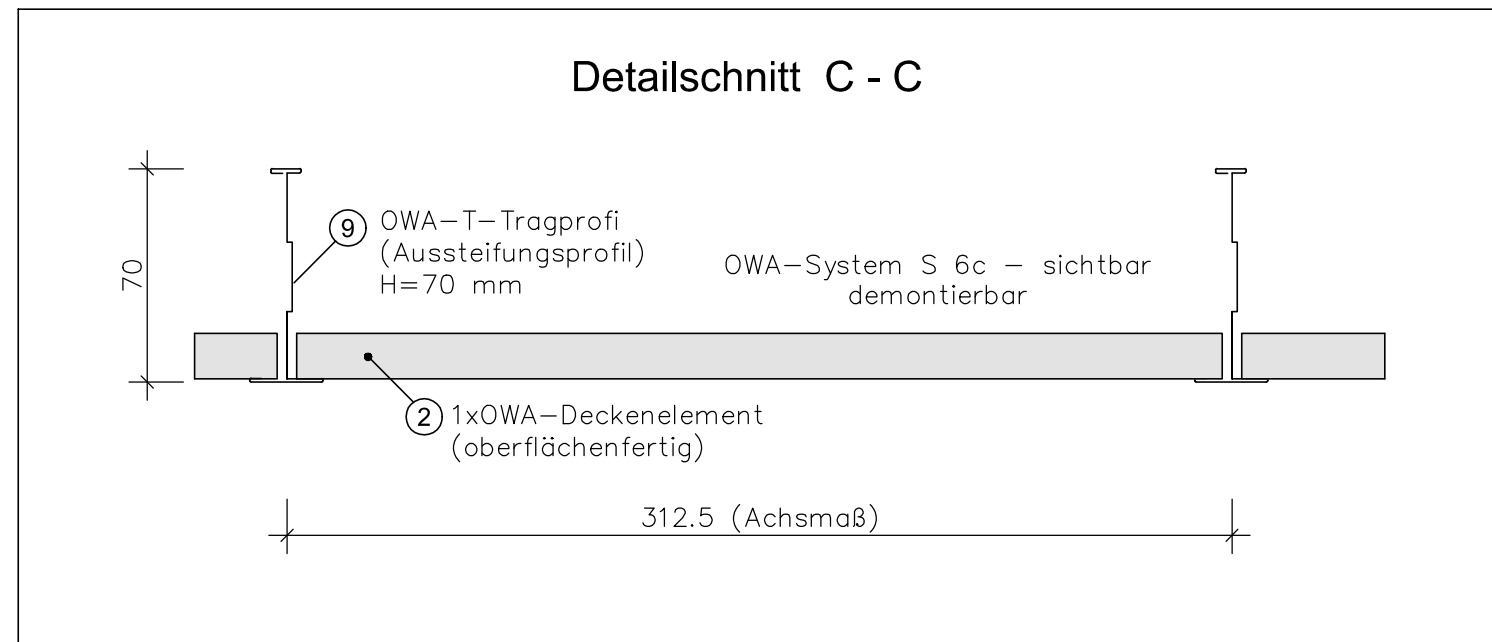 Detailschnitt C - C
70
9
OWA-T-Tragprofi
(Aussteifungsprofil)
H=70 mm
OWA-System S 6c - sichtbar
demontierbar
2
1xOWA-Deckenelement
(oberflächenfertig)
312.5 (Achsmaß)